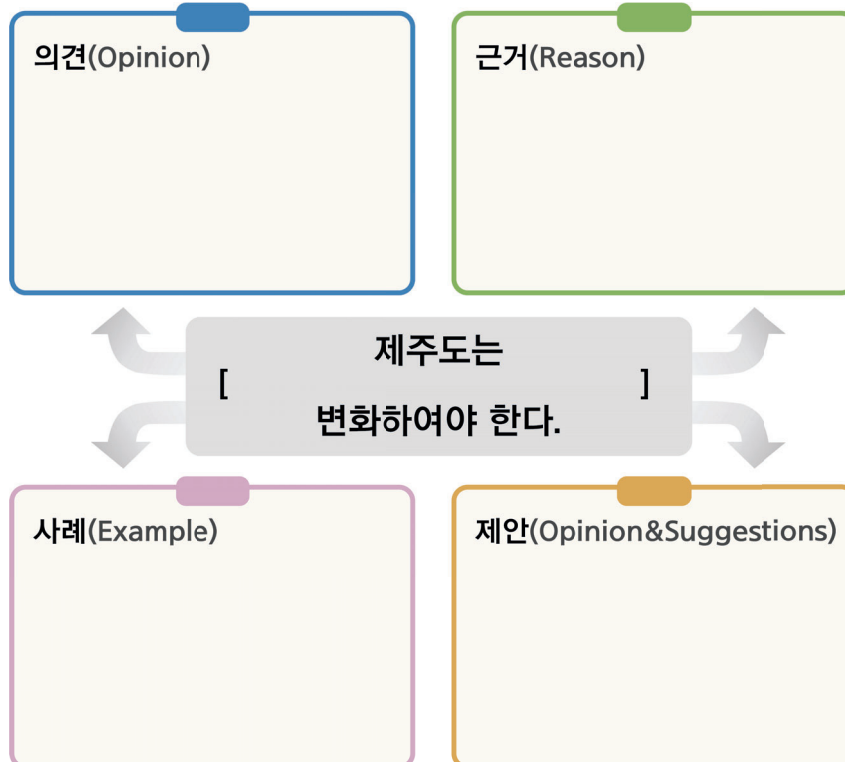 의견(Opinion)
근거(Reason)
[ 제주도는
변화하여야 한다. ]
사례(Example)
제안(Opinion&Suggestions)